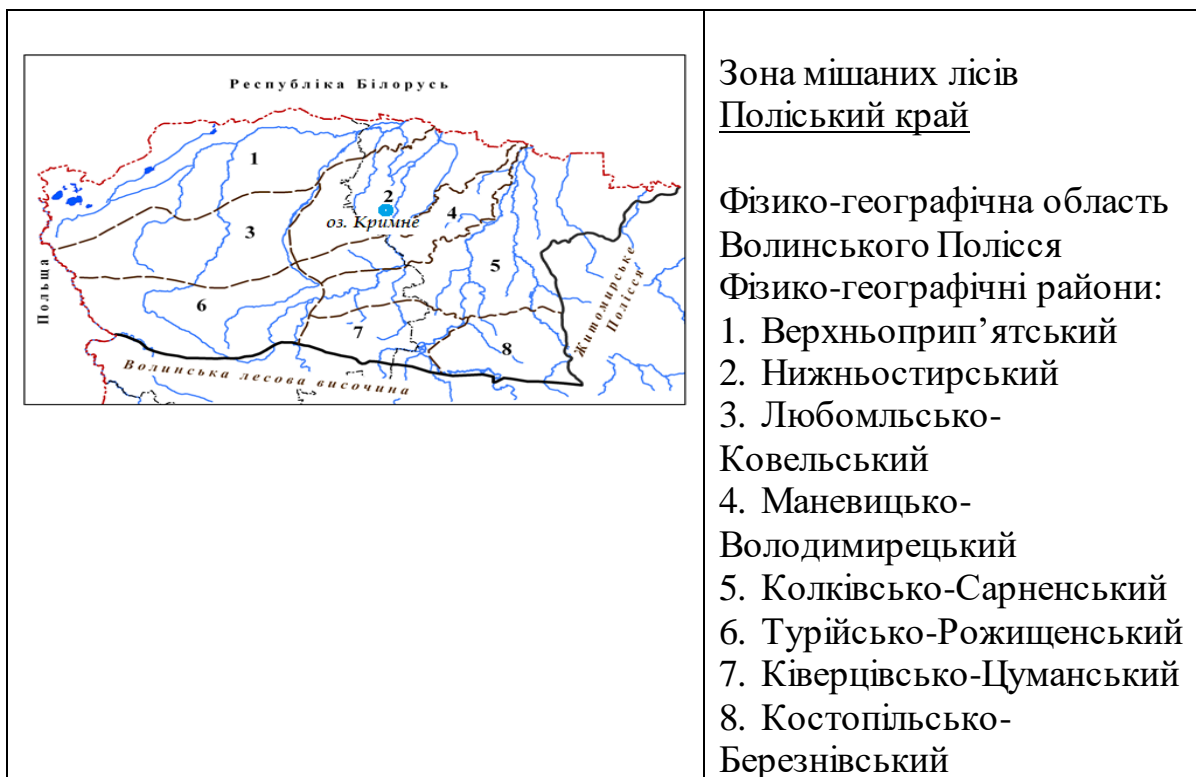 Республіка Білорусь
1
2
оз. Кримне
3
4
5
6
7
8
Польща
Житомирське
Полісся
Волинська лесова височина
Зона мішаних лісів
Поліський край
Фізико-географічна область
Волинського Полісся
Фізико-географічні райони:
1. Верхньоприп’ятський
2. Нижньостирський
3. Любомльсько-
Ковельський
4. Маневицько-
Володимирецький
5. Колківсько-Сарненський
6. Турійсько-Рожищенський
7. Ківерцівсько-Цуманський
8. Костопільсько-
Березнівський